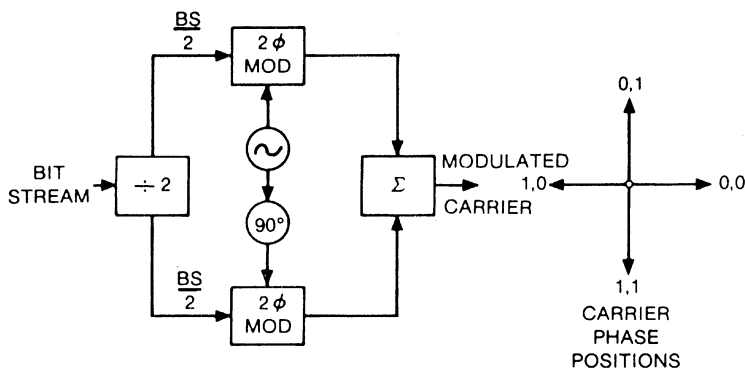 BS
2
2 ϕ
MOD
BIT
STREAM
÷ 2
90°
BS
2
2 ϕ
MOD
Σ
MODULATED
CARRIER
0,1
1,0
0,0
1,1
CARRIER
PHASE
POSITIONS